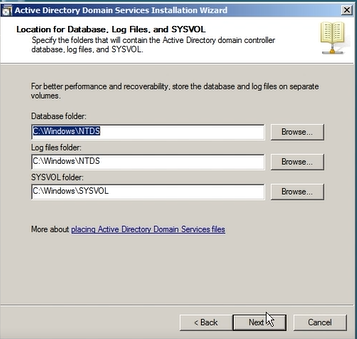 Active Directory Domain Services Installation Wizard
Location for Database, Log Files, and SYSVOL
Specify the folders that will contain the Active Directory domain controller
database, log files, and SYSVOL.
For better performance and recoverability, store the database and log files on separate
volumes.
Database folder:
C:\Windows\NTDS
Browse...
Log files folder:
C:\Windows\NTDS
Browse...
SYSVOL folder:
C:\Windows\SYSVOL
Browse...
More about placing Active Directory Domain Services files
< Back
Next >
Cancel